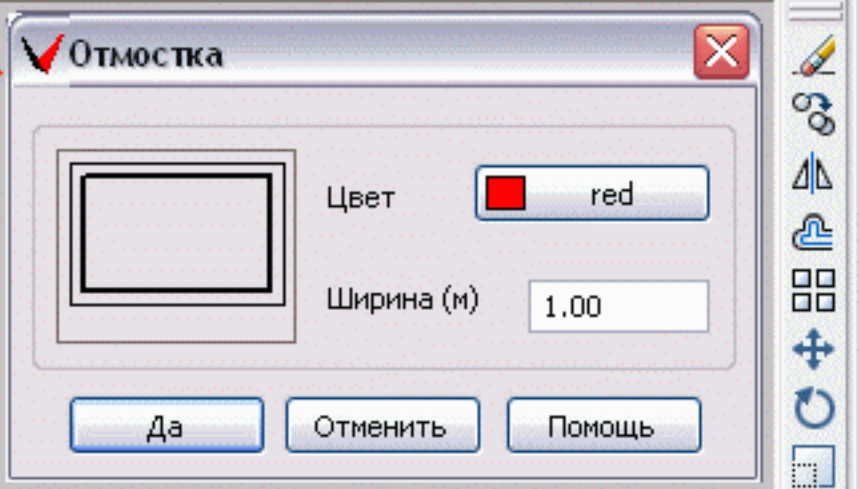 Отмостка
Цвет
red
Ширина (м)
1.00
Да
Отменить
Помощь